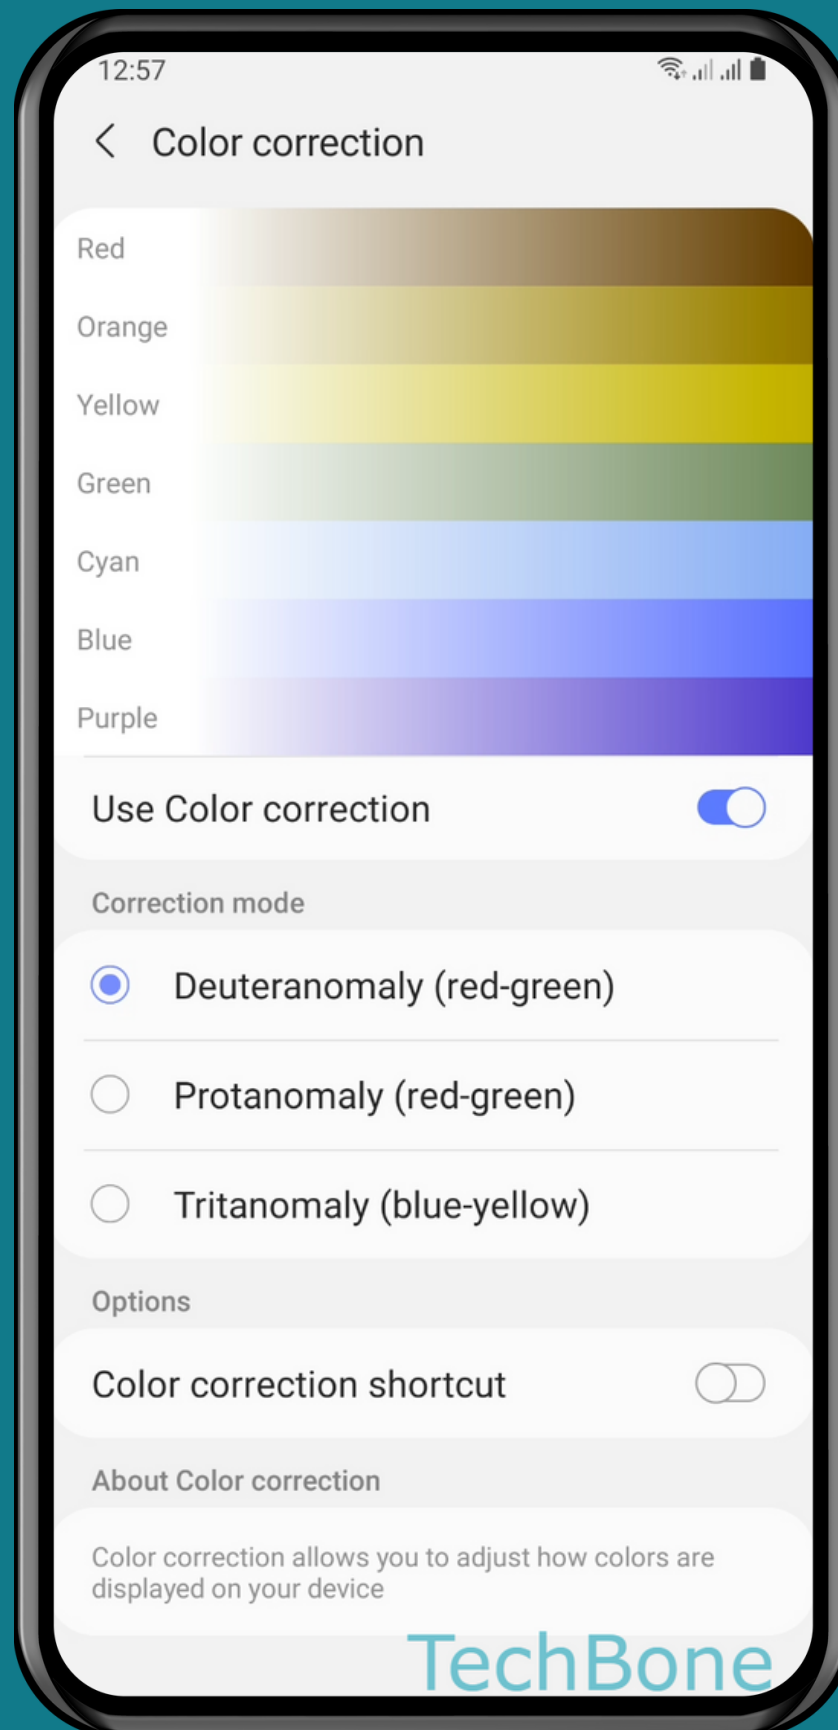 12:57
Color correction
Red
Orange
Yellow
Green
Cyan
Blue
Purple
Use Color correction
Correction mode
Deuteranomaly (red-green)
Protanomaly (red-green)
Tritanomaly (blue-yellow)
Options
Color correction shortcut
About Color correction
Color correction allows you to adjust how colors are
displayed on your device
TechBone